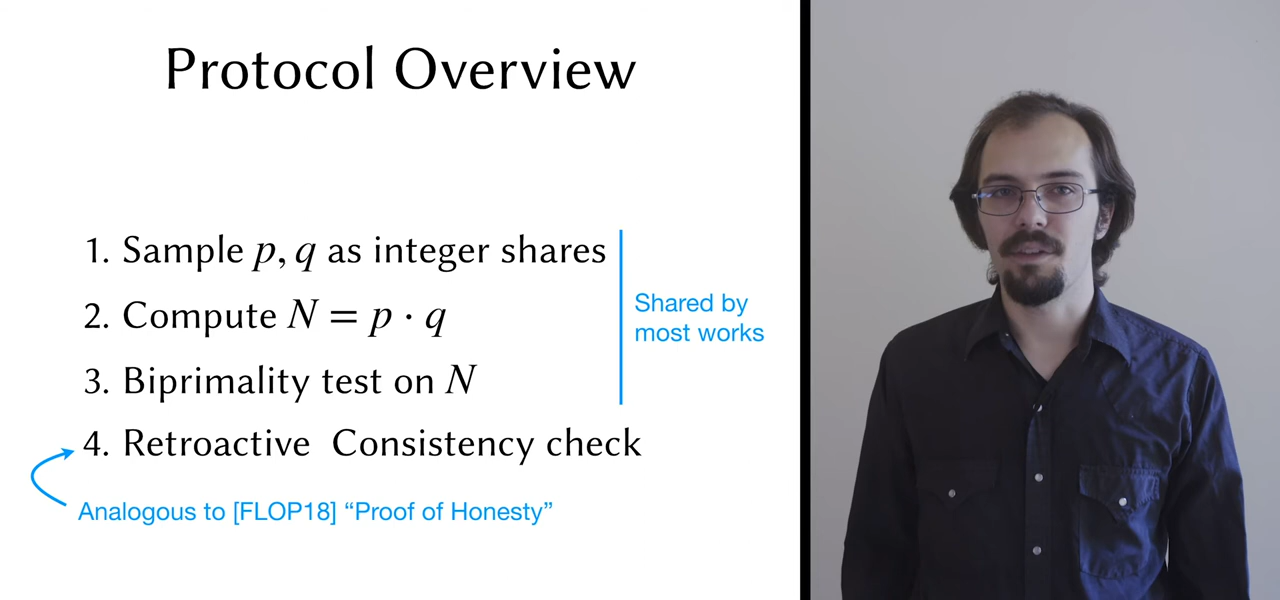 Protocol Overview
1. Sample p, q as integer shares
2. Compute N = p · q
3. Biprimality test on N
Shared by
most works
4. Retroactive Consistency check
Analogous to [FLOP18] “Proof of Honesty”